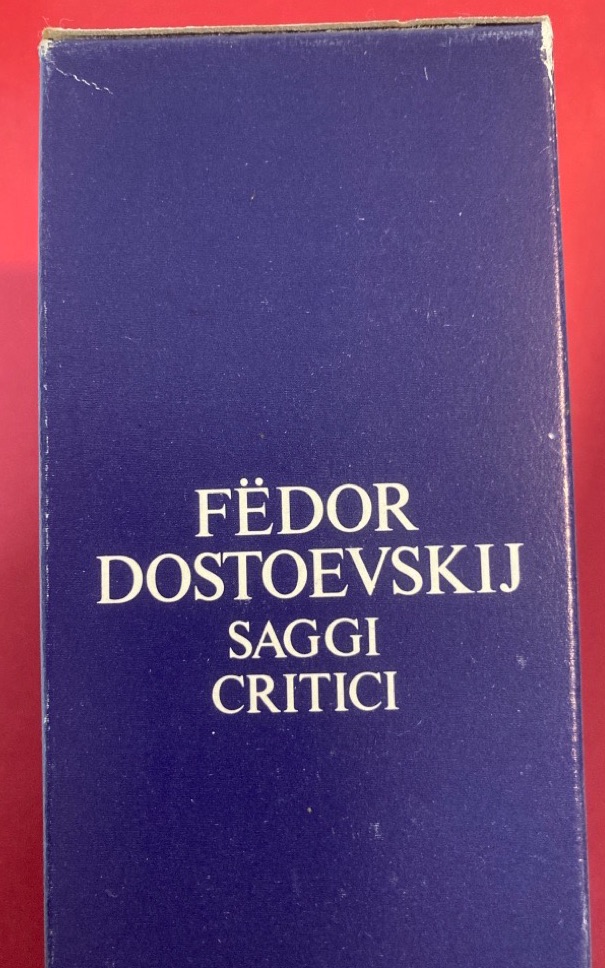 FËDOR
DOSTOEVSKIJ
SAGGI
CRITICI